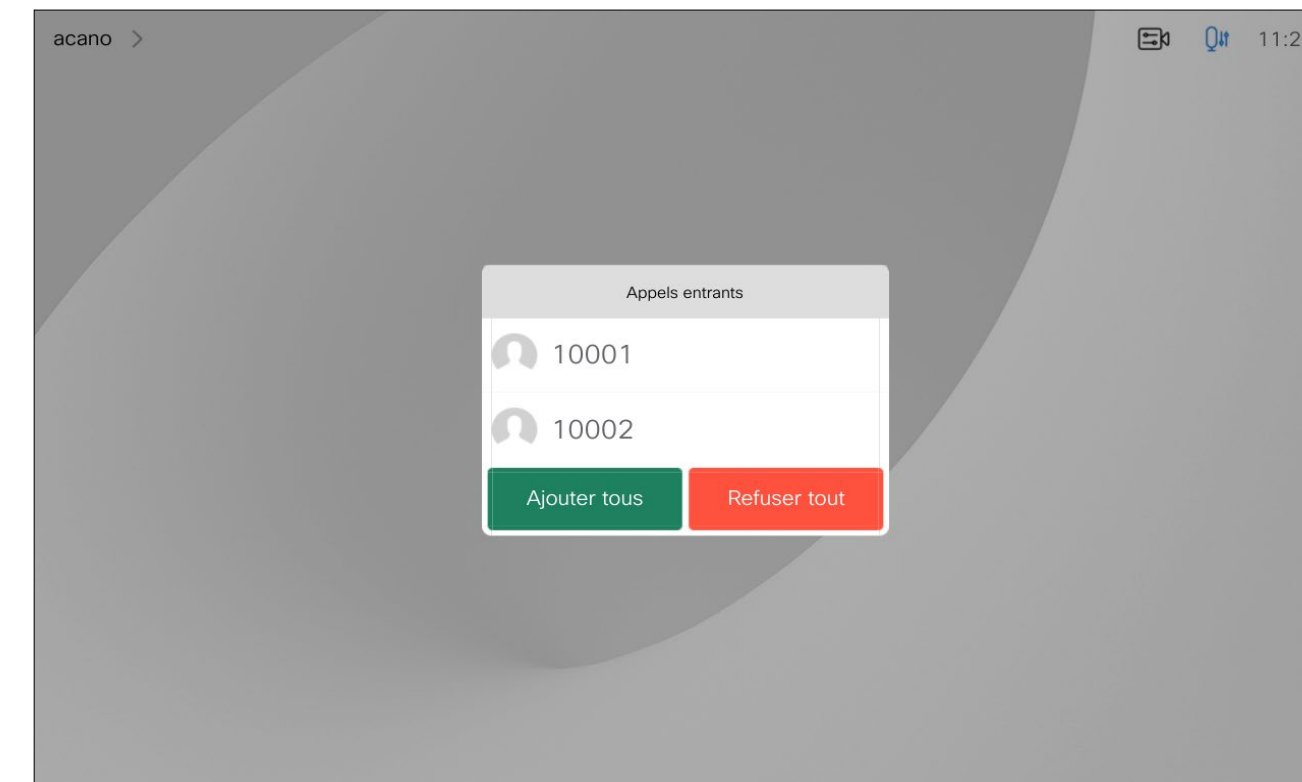 acano
11:2
Appels entrants
10001
10002
Ajouter tous
Refuser tout